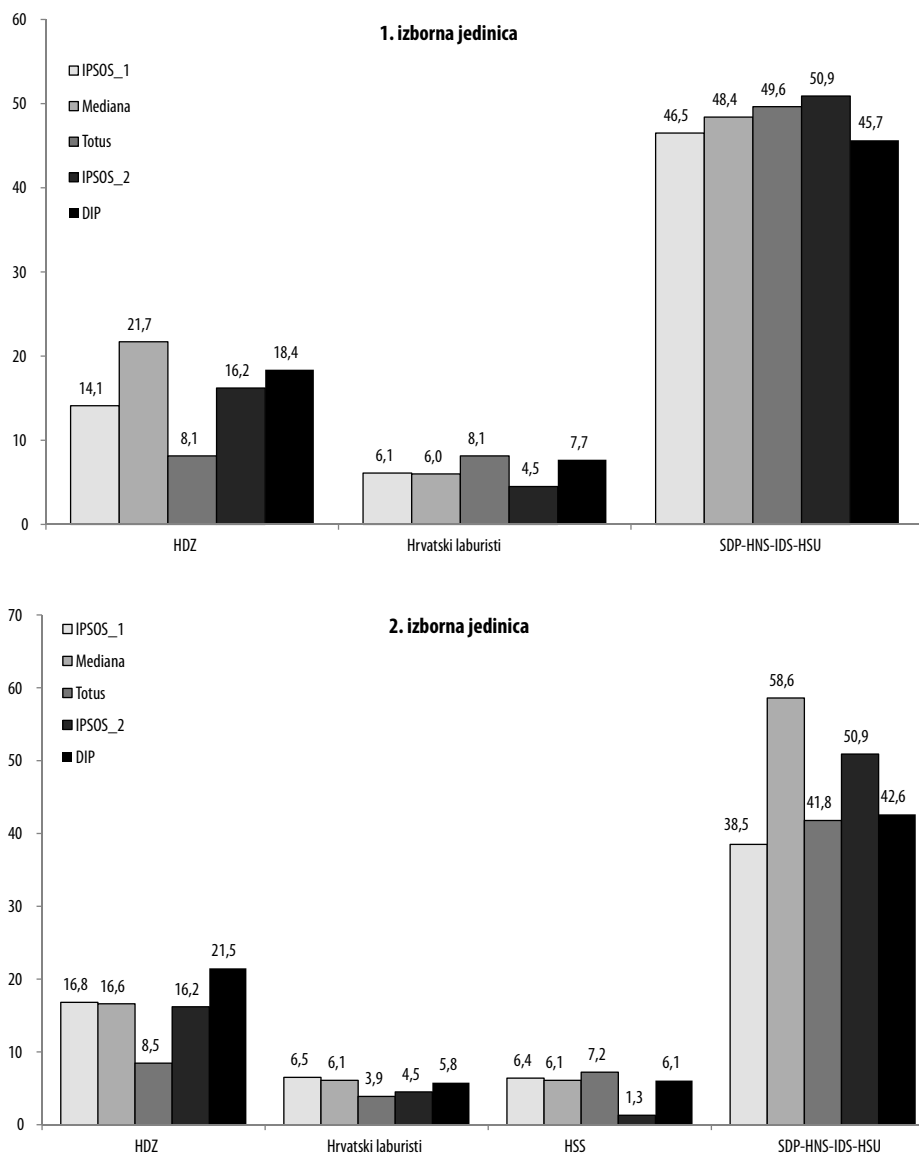 1. izborna jedinica
60
50
40
30
20
10
0
IPSOS_1
Mediana
Totus
IPSOS_2
DIP
14,1
21,7
8,1
16,2
18,4
6,1
6,0
8,1
4,5
7,7
46,5
48,4
49,6
50,9
45,7
HDZ
Hrvatski laburisti
SDP-HNS-IDS-HSU
2. izborna jedinica
70
60
50
40
30
20
10
0
IPSOS_1
Mediana
Totus
IPSOS_2
DIP
16,8
16,6
8,5
16,2
21,5
6,5
6,1
3,9
4,5
5,8
6,4
6,1
7,2
1,3
6,1
38,5
58,6
41,8
50,9
42,6
HDZ
Hrvatski laburisti
HSS
SDP-HNS-IDS-HSU